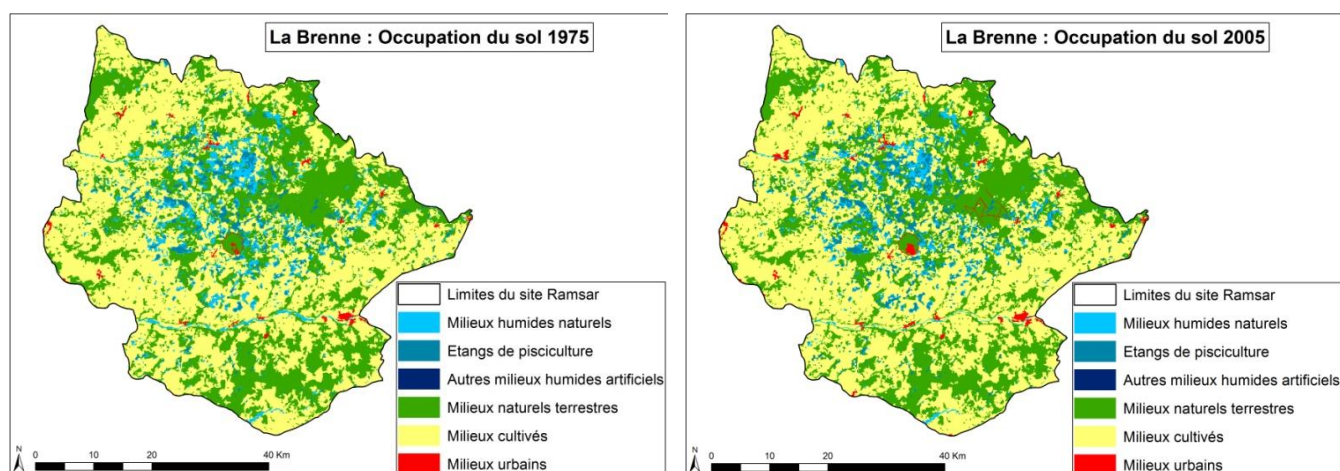 La Brenne : Occupation du sol 1975
Limites du site Ramsar
Milieux humides naturels
Etangs de pisciculture
Autres milieux humides artificiels
Milieux naturels terrestres
Milieux cultivés
Milieux urbains
N
0 10 20 40 Km
La Brenne : Occupation du sol 2005
Limites du site Ramsar
Milieux humides naturels
Etangs de pisciculture
Autres milieux humides artificiels
Milieux naturels terrestres
Milieux cultivés
Milieux urbains
N
0 10 20 40 Km